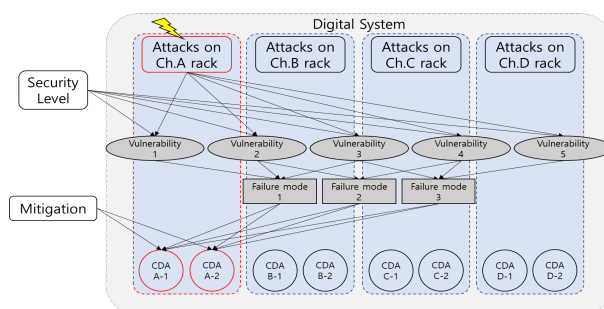 Digital System
Attacks on
Ch.A rack
Attacks on
Ch.B rack
Attacks on
Ch.C rack
Attacks on
Ch.D rack
Security
Level
Vulnerability
1
Vulnerability
2
Vulnerability
3
Vulnerability
4
Vulnerability
5
Failure mode
1
Failure mode
2
Failure mode
3
Mitigation
CDA
A-1
CDA
A-2
CDA
B-1
CDA
B-2
CDA
C-1
CDA
C-2
CDA
D-1
CDA
D-2